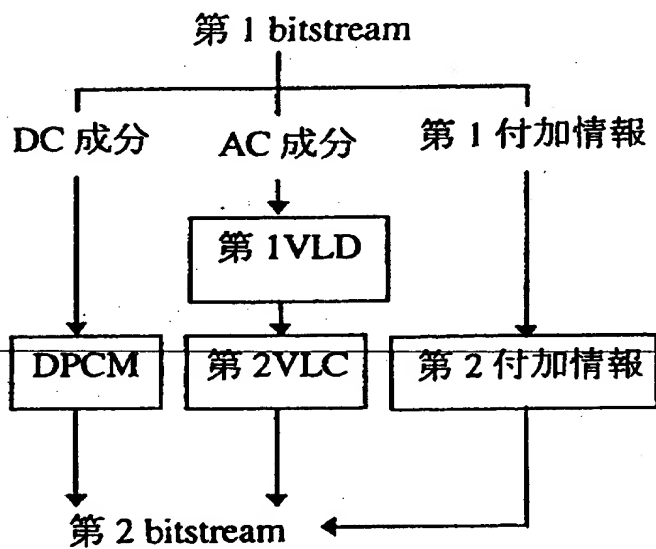 第 1 bitstream
DC 成分 AC 成分 第 1 付加情報
第 1VLD
DPCM 第 2VLC 第 2 付加情報
第 2 bitstream